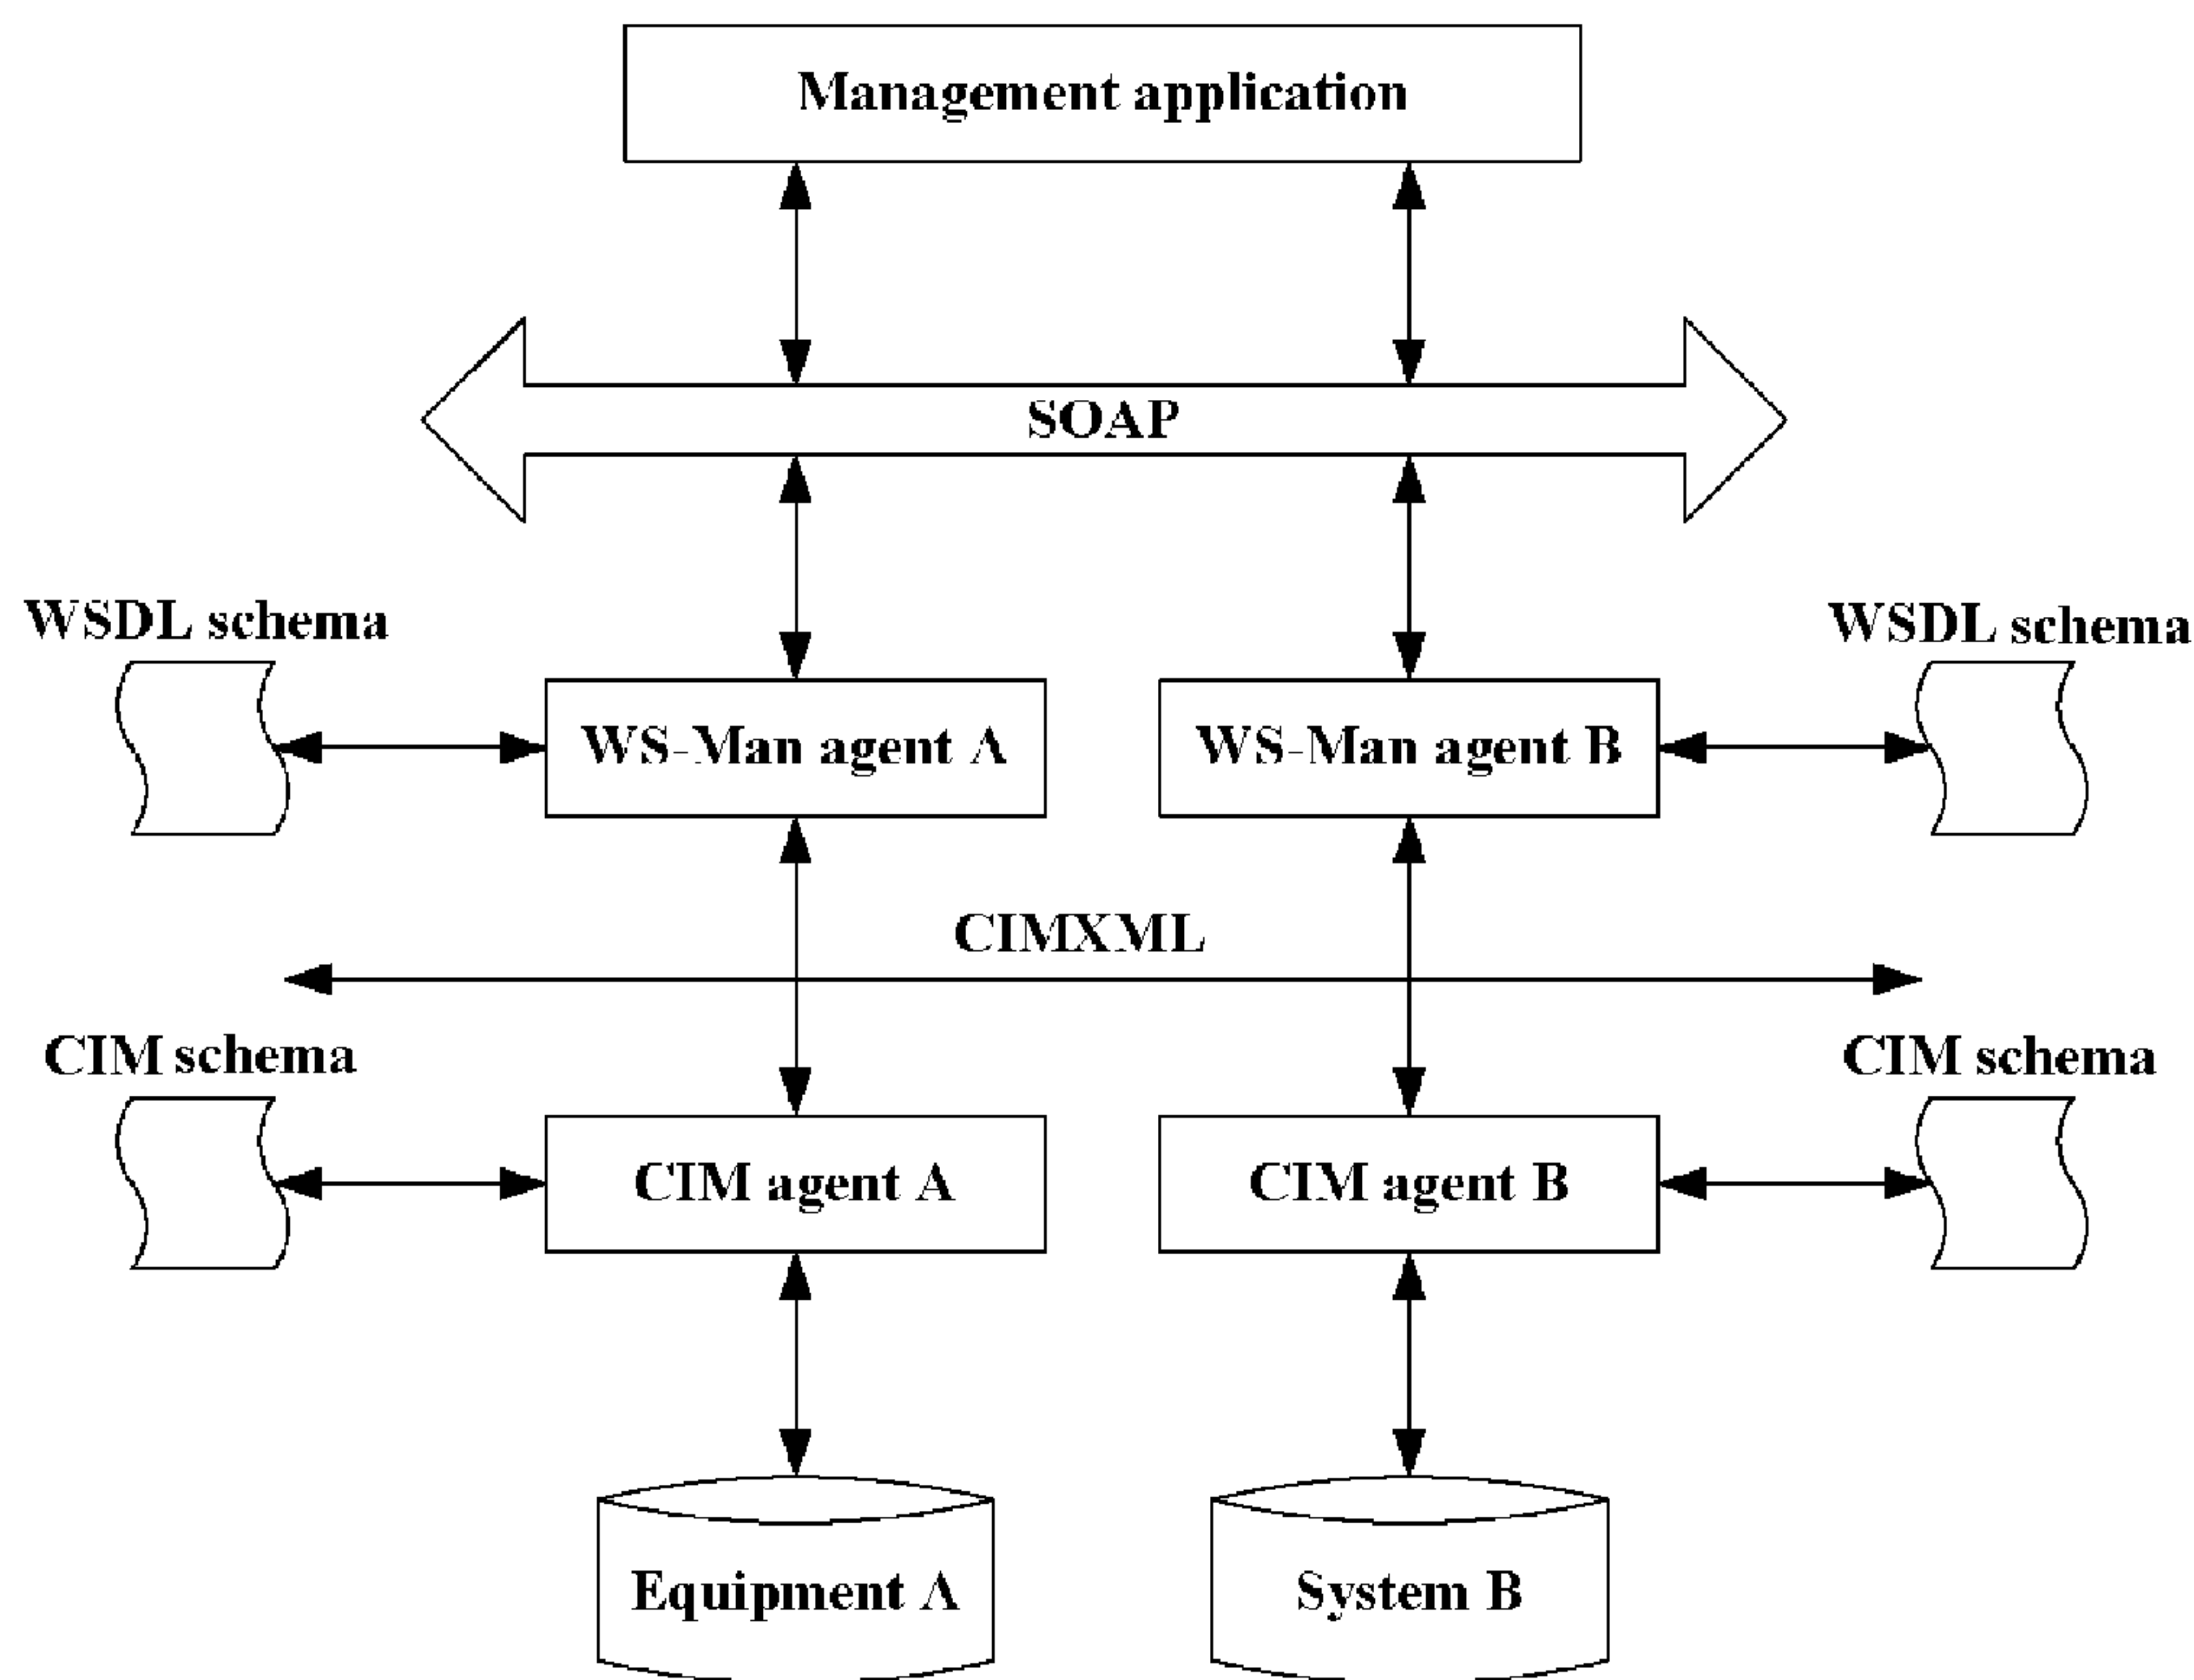 Management application
SOAP
WSDL schema
WSDL schema
WS-Man agent A
WS-Man agent B
CIMXML
CIM schema
CIM schema
CIM agent A
CIM agent B
Equipment A
System B